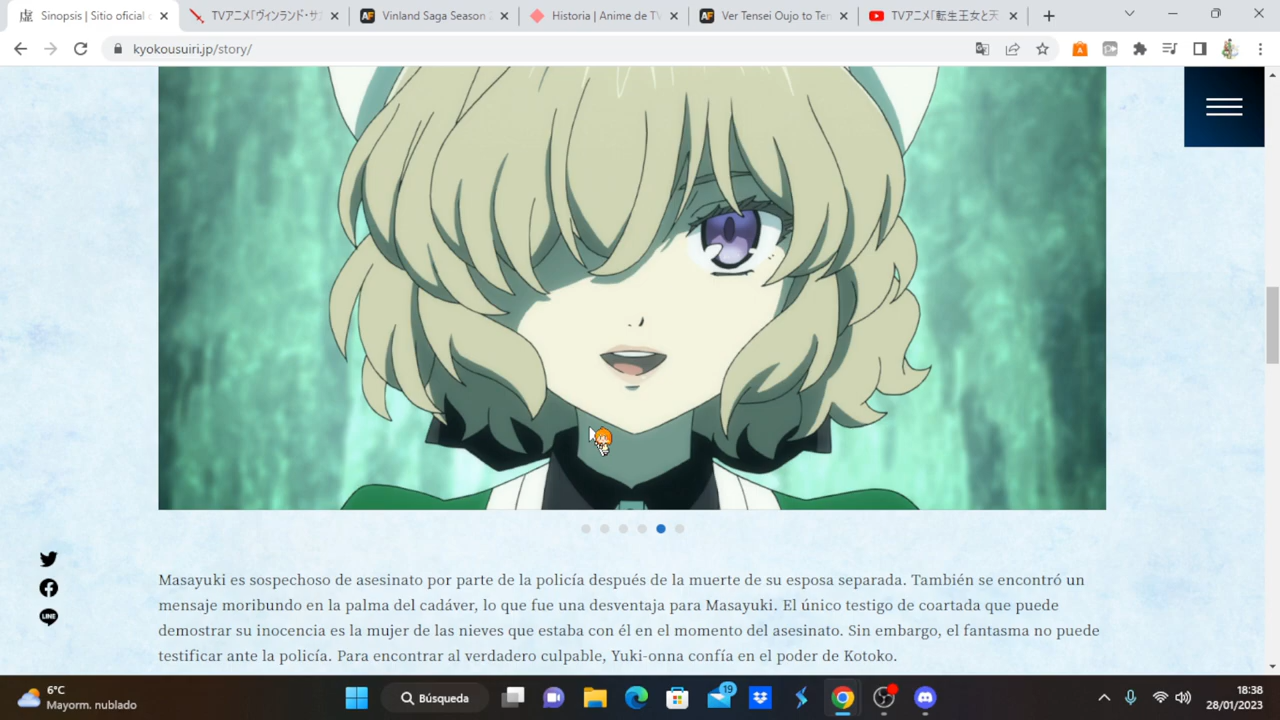 Sinopsis | Sitio oficial
TVアニメ「ヴィンランド・サガ
Vinland Saga Season
Historia | Anime de TV
Ver Tensei Oujo to Ten
TVアニメ「転生王女と天
kyokousuiri.jp/story/
Masayuki es sospechoso de asesinato por parte de la policía después de la muerte de su esposa separada. También se encontró un
mensaje moribundo en la palma del cadáver, lo que fue una desventaja para Masayuki. El único testigo de coartada que puede
demostrar su inocencia es la mujer de las nieves que estaba con él en el momento del asesinato. Sin embargo, el fantasma no puede
testificar ante la policía. Para encontrar al verdadero culpable, Yuki-onna confía en el poder de Kotoko.
LINE
6°C
Mayorm. nublado
Búsqueda
19
18:38
28/01/2023